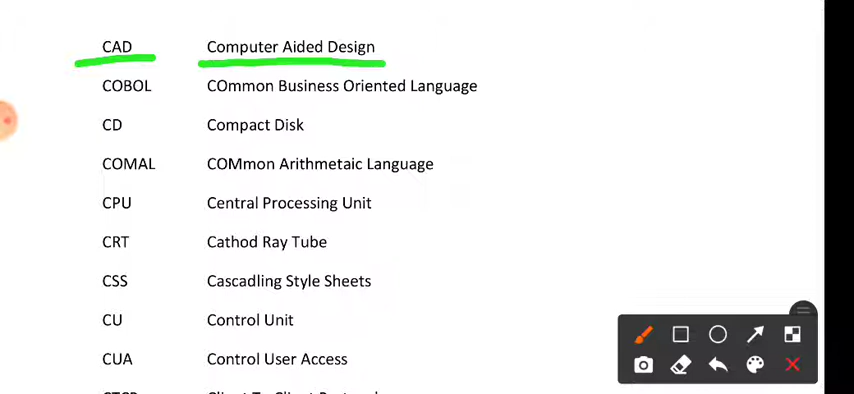 CAD Computer Aided Design
COBOL COmmon Business Oriented Language
CD Compact Disk
COMAL COMmon Arithmetaic Language
CPU Central Processing Unit
CRT Cathod Ray Tube
CSS Cascadling Style Sheets
CU Control Unit
CUA Control User Access